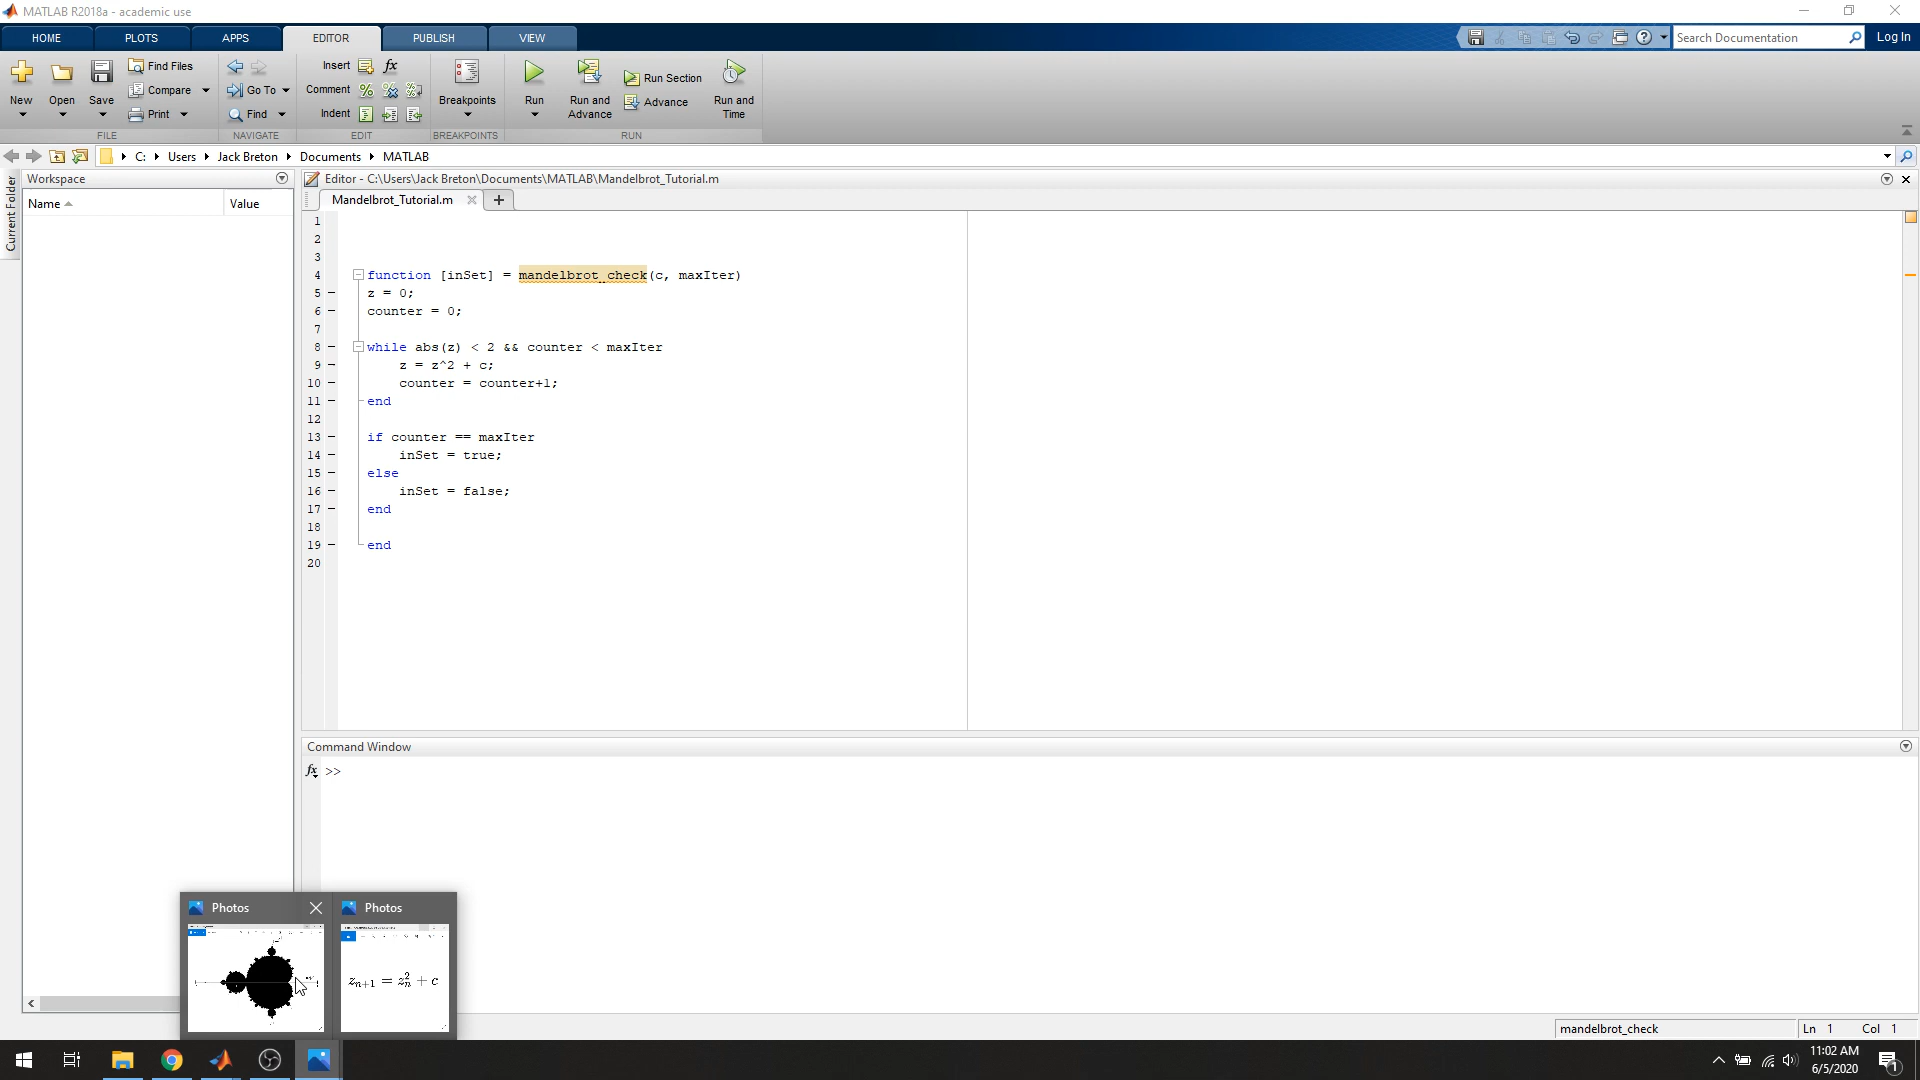 MATLAB R2018a - academic use
HOME PLOTS APPS EDITOR PUBLISH VIEW
Search Documentation
Log In
New
Open
Save
Find Files
Compare
Print
FILE
Go To
Find
NAVIGATE
Insert fx
Comment
Indent
EDIT
Breakpoints
BREAKPOINTS
Run
Run and Advance
Run Section
Advance
Run and Time
RUN
C: Users Jack Breton Documents MATLAB
Current Folder
Workspace
Name Value
Editor - C:\Users\Jack Breton\Documents\MATLAB\Mandelbrot_Tutorial.m
Mandelbrot_Tutorial.m
1
2
3
4 function [inSet] = mandelbrot_check(c, maxIter)
5 z = 0;
6 counter = 0;
7
8 while abs(z) < 2 && counter < maxIter
9 z = z^2 + c;
10 counter = counter+1;
11 end
12
13 if counter == maxIter
14 inSet = true;
15 else
16 inSet = false;
17 end
18
19 end
20
Command Window
fx >>
Photos
Photos
z_{n+1} = z_n^2 + c
mandelbrot_check
Ln 1 Col 1
11:02 AM
6/5/2020
1